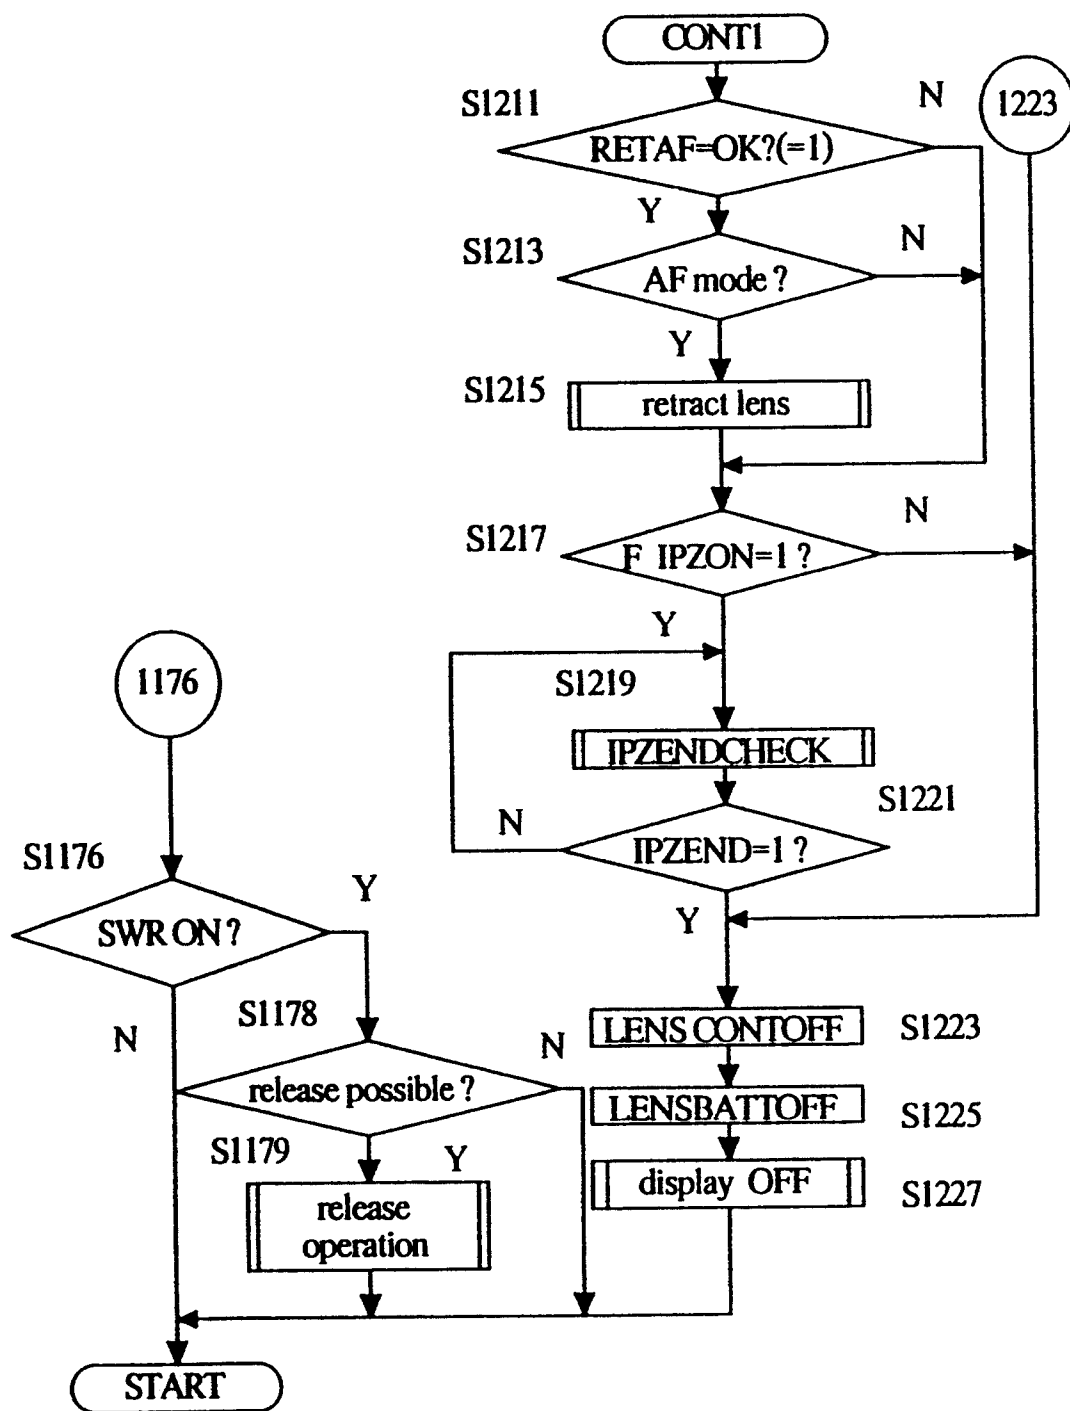 CONT1
1223
S1211
N
RETAF=OK?(=1)
Y
S1213
N
AF mode ?
Y
S1215
retract lens
S1217
N
F IPZON=1 ?
Y
1176
S1219
IPZENDCHECK
S1221
N
IPZEND=1 ?
S1176
Y
Y
SWR ON ?
S1178
N
N
LENS CONTOFF
S1223
release possible ?
LENSBATTOFF
S1225
S1179
Y
display OFF
S1227
release
operation
START